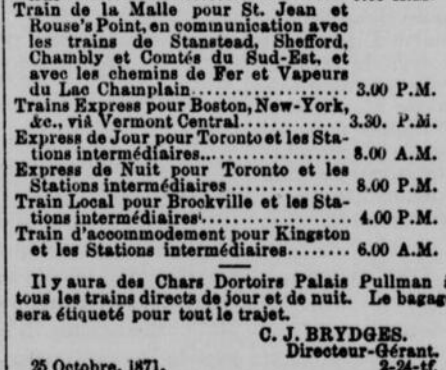 Train de la Malle pour St. Jean et
Rouse's Point, en communication avec
les trains de Stanstead, Shefford,
Chambly et Comtés du Sud-Est, et
avec les chemins de Fer et Vapeurs
du Lac Champlain.................. 3.00 P.M.
Trains Express pour Boston, New-York,
&c., viâ Vermont Central............ 3.30. P.M.
Express de Jour pour Toronto et les Sta-
tions intermédiaires................ 8.00 A.M.
Express de Nuit pour Toronto et les
Stations intermédiaires ............ 8.00 P.M.
Train Local pour Brockville et les Sta-
tions intermédiaires................ 4.00 P.M.
Train d'accommodement pour Kingston
et les Stations intermédiaires........ 6.00 A.M.
Il y aura des Chars Dortoirs Palais Pullman
tous les trains directs de jour et de nuit. Le bagag
sera étiqueté pour tout le trajet.
C. J. BRYDGES.
Directeur-Gérant.
25 Octobre, 1871. 2-24-tf